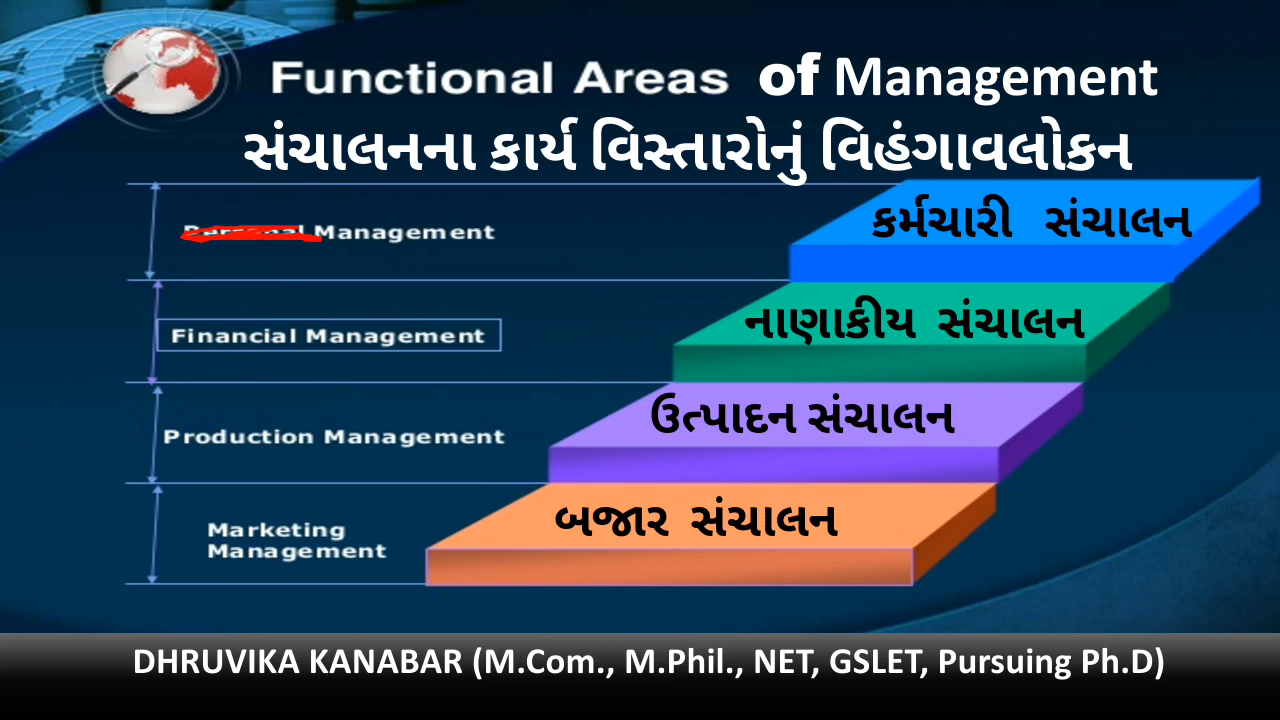 Functional Areas of Management
સંચાલનના કાર્ય વિસ્તારોનું વિહંગાવલોકન
Personal Management
કર્મચારી સંચાલન
Financial Management
નાણાકીય સંચાલન
Production Management
ઉત્પાદન સંચાલન
Marketing
Management
બજાર સંચાલન
DHRUVIKA KANABAR (M.Com., M.Phil., NET, GSLET, Pursuing Ph.D)